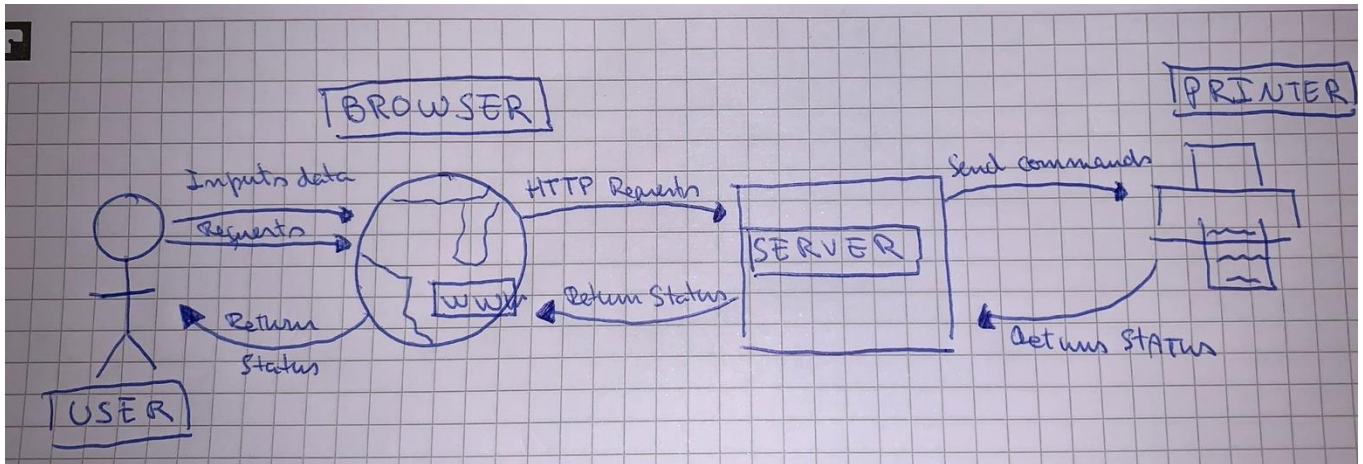 BROWSER
PRINTER
Inputs data
Requests
HTTP Requests
Send commands
SERVER
WWW
Return Status
Return
Status
Returns STATUS
USER